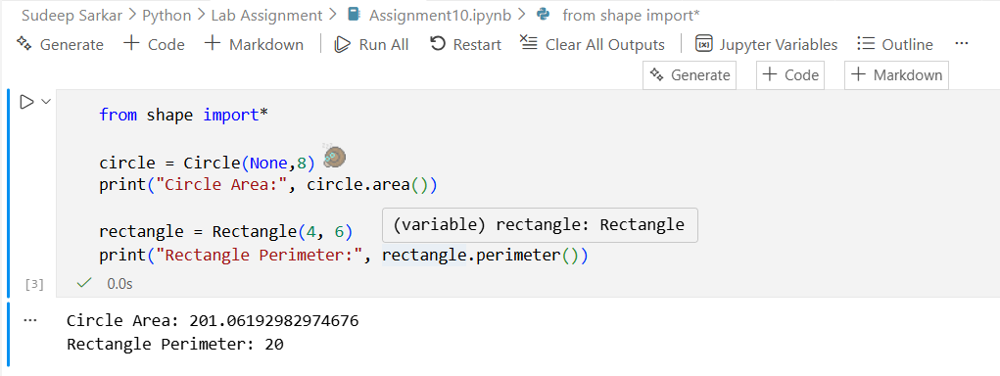 Sudeep Sarkar > Python > Lab Assignment > Assignment10.ipynb > from shape import*
Generate + Code + Markdown | Run All Restart Clear All Outputs | Jupyter Variables Outline ...
Generate + Code + Markdown
from shape import*
circle = Circle(None,8)
print("Circle Area:", circle.area())
rectangle = Rectangle(4, 6)
(variable) rectangle: Rectangle
print("Rectangle Perimeter:", rectangle.perimeter())
[3] 0.0s
... Circle Area: 201.06192982974676
Rectangle Perimeter: 20